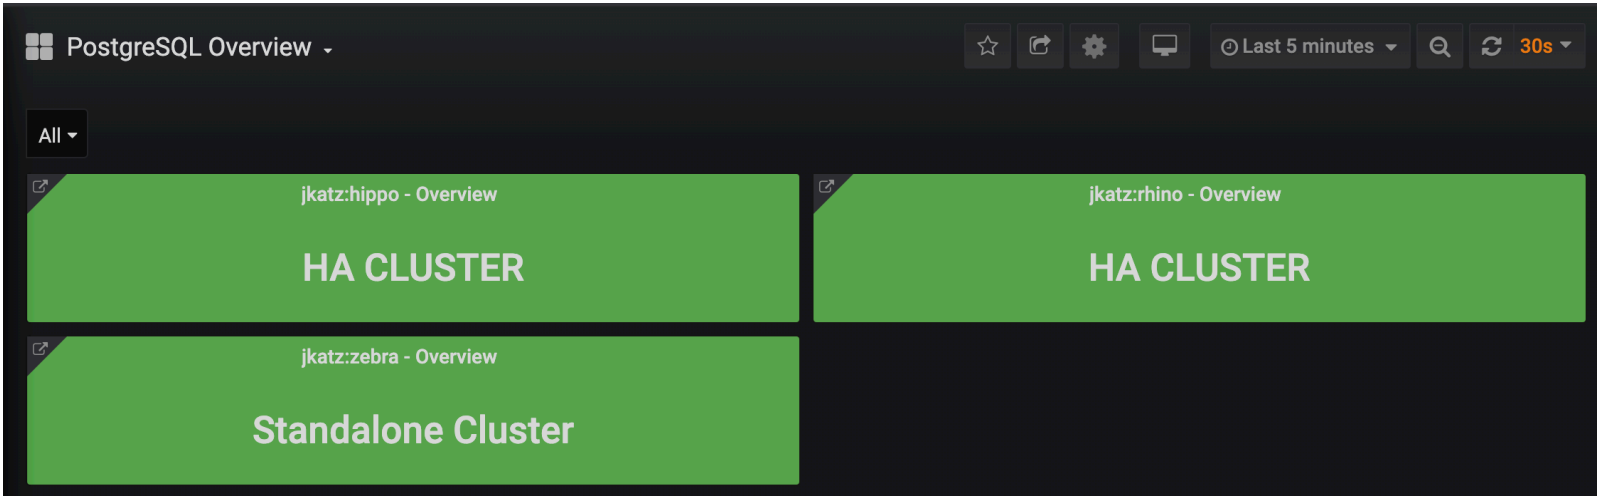 PostgreSQL Overview
Last 5 minutes
30s
All
jkatz:hippo - Overview
HA CLUSTER
jkatz:rhino - Overview
HA CLUSTER
jkatz:zebra - Overview
Standalone Cluster